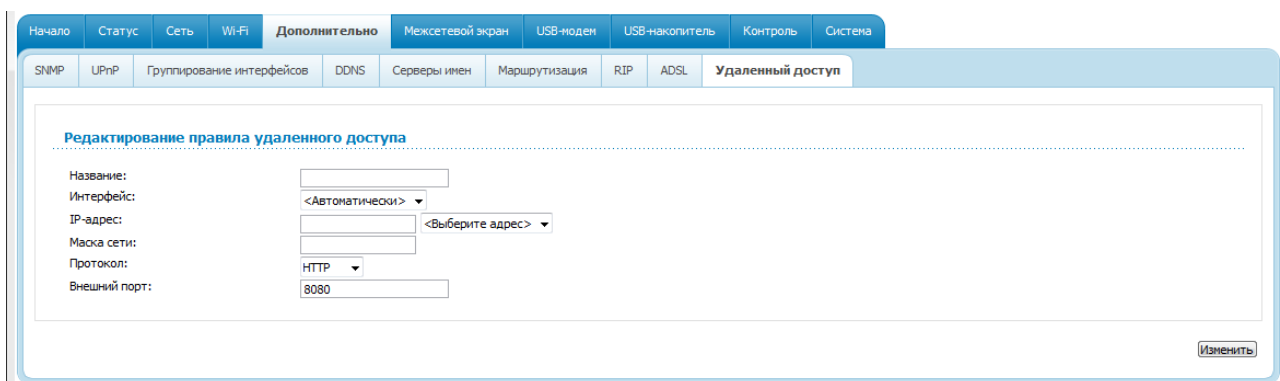 Начало Статус Сеть Wi-Fi Дополнительно Межсетевой экран USB-модем USB-накопитель Контроль Система
SNMP UPnP Группирование интерфейсов DDNS Серверы имен Маршрутизация RIP ADSL Удаленный доступ
Редактирование правила удаленного доступа
Название:
Интерфейс: <Автоматически>
IP-адрес: <Выберите адрес>
Маска сети:
Протокол: HTTP
Внешний порт: 8080
Изменить